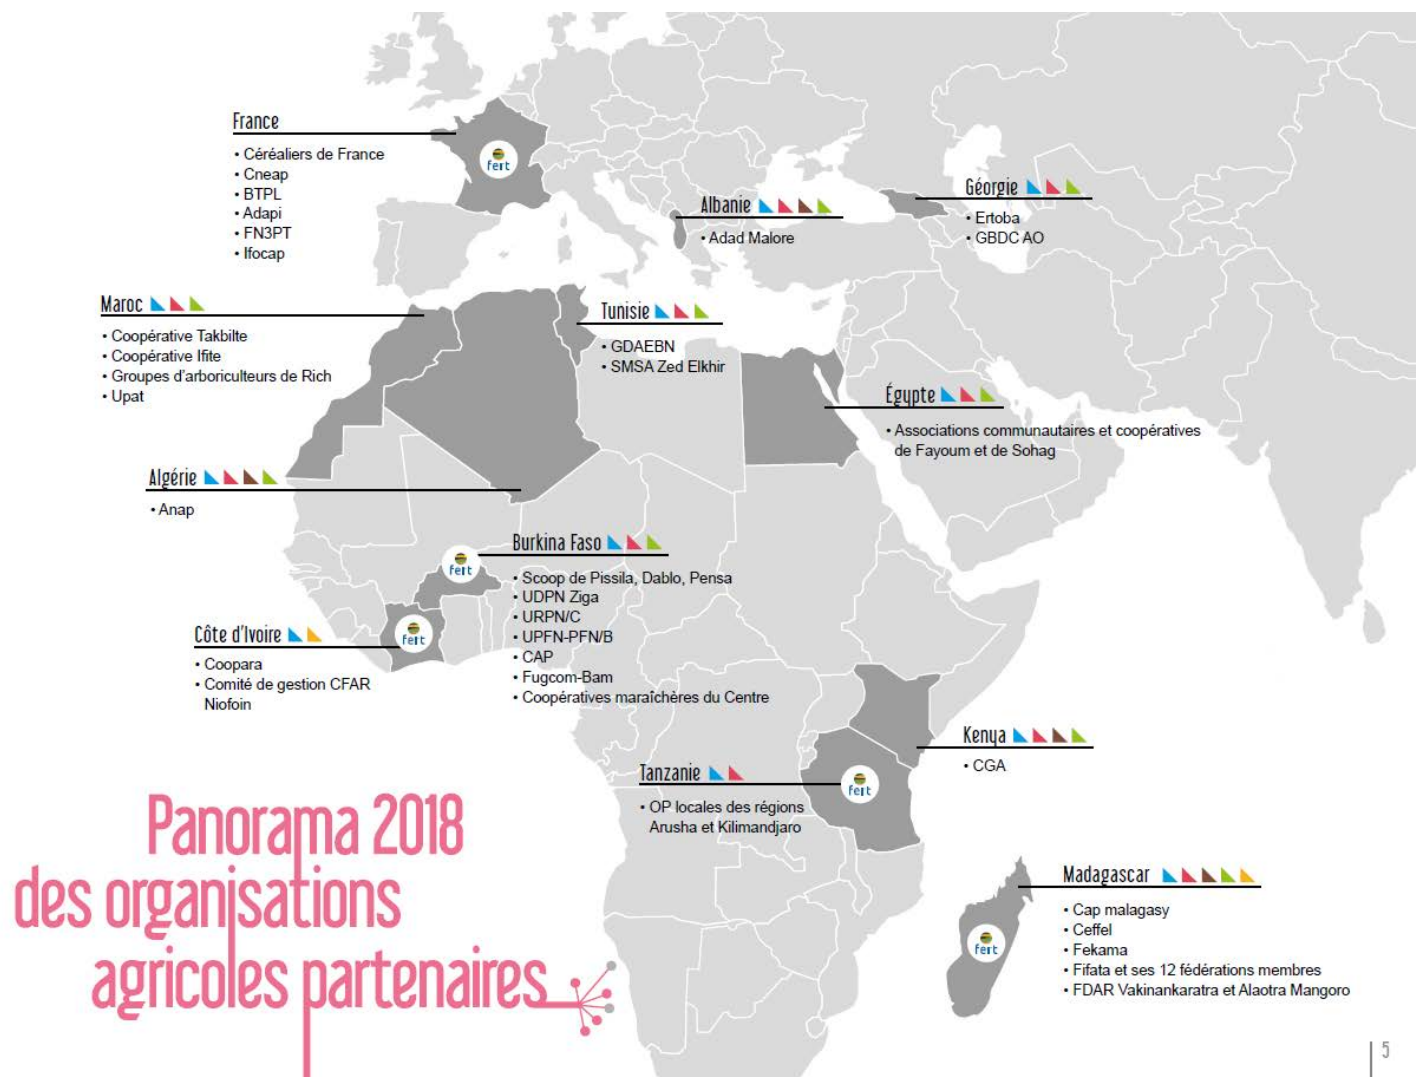 France
• Céréaliers de France
• Cneap
• BTPL
• Adapi
• FN3PT
• Ifocap
fert
Albanie
• Adad Malore
Géorgie
• Ertoba
• GBDC AO
Maroc
• Coopérative Takbilte
• Coopérative Ifite
• Groupes d'arboriculteurs de Rich
• Upat
Tunisie
• GDAEBN
• SMSA Zed Elkhir
Égypte
• Associations communautaires et coopératives
de Fayoum et de Sohag
Algérie
• Anap
Burkina Faso
• Scoop de Pissila, Dablo, Pensa
• UDPN Ziga
• URPN/C
• UPFN-PFN/B
• CAP
• Fugcom-Bam
• Coopératives maraîchères du Centre
fert
Côte d'Ivoire
• Coopara
• Comité de gestion CFAR
Niofoin
fert
Kenya
• CGA
Tanzanie
• OP locales des régions
Arusha et Kilimandjaro
fert
Madagascar
• Cap malagasy
• Ceffel
• Fekama
• Fifata et ses 12 fédérations membres
• FDAR Vakinankaratra et Alaotra Mangoro
fert
Panorama 2018
des organisations
agricoles partenaires
5